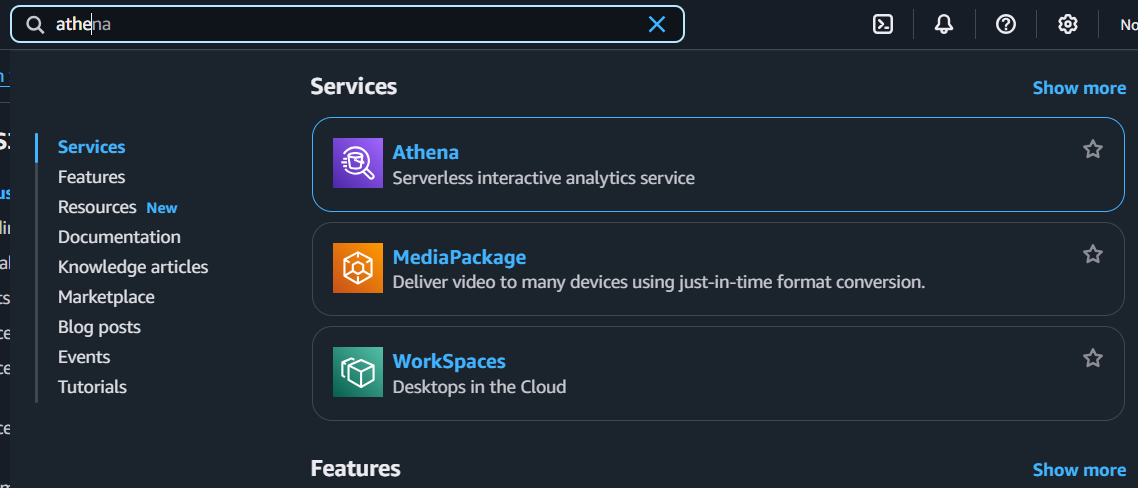 athena
No
Services
Show more
Services
Features
Resources New
Documentation
Knowledge articles
Marketplace
Blog posts
Events
Tutorials
Athena
Serverless interactive analytics service
MediaPackage
Deliver video to many devices using just-in-time format conversion.
WorkSpaces
Desktops in the Cloud
Features
Show more